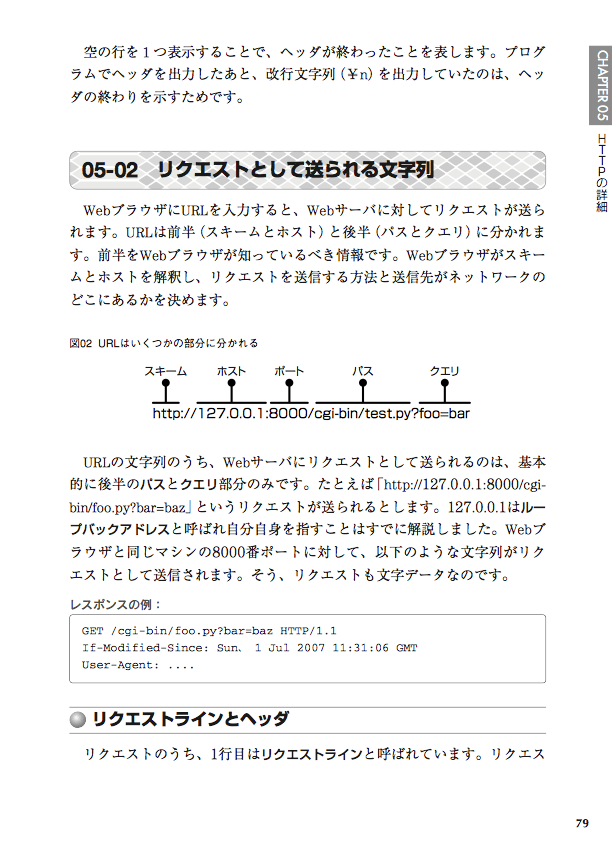 空の行を１つ表示することで、ヘッダが終わったことを表します。プログ
ラムでヘッダを出力したあと、改行文字列（￥n）を出力していたのは、ヘッ
ダの終わりを示すためです。
CHAPTER 05 HTTPの詳細
05-02 リクエストとして送られる文字列
WebブラウザにURLを入力すると、Webサーバに対してリクエストが送ら
れます。URLは前半（スキームとホスト）と後半（パスとクエリ）に分かれま
す。前半をWebブラウザが知っているべき情報です。Webブラウザがスキー
ムとホストを解釈し、リクエストを送信する方法と送信先がネットワークの
どこにあるかを決めます。
図02 URLはいくつかの部分に分かれる
スキーム ホスト ポート パス クエリ
http://127.0.0.1:8000/cgi-bin/test.py?foo=bar
URLの文字列のうち、Webサーバにリクエストとして送られるのは、基本
的に後半のパスとクエリ部分のみです。たとえば「http://127.0.0.1:8000/cgi-
bin/foo.py?bar=baz」というリクエストが送られるとします。127.0.0.1はルー
プバックアドレスと呼ばれ自分自身を指すことはすでに解説しました。Webブ
ラウザと同じマシンの8000番ポートに対して、以下のような文字列がリク
エストとして送信されます。そう、リクエストも文字データなのです。
レスポンスの例：
GET /cgi-bin/foo.py?bar=baz HTTP/1.1
If-Modified-Since: Sun、 1 Jul 2007 11:31:06 GMT
User-Agent: ....
リクエストラインとヘッダ
リクエストのうち、1行目はリクエストラインと呼ばれています。リクエス
79